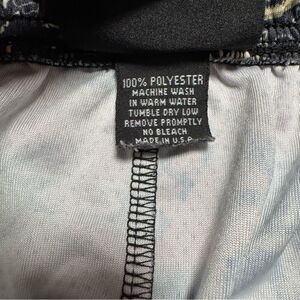 100% POLYESTER
MACHINE WASH
IN WARM WATER
TUMBLE DRY LOW
REMOVE PROMPTLY
NO BLEACH
MADE IN U.S.A.